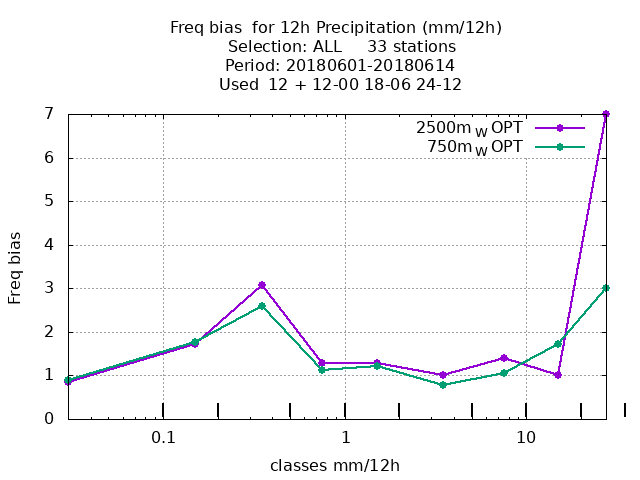 Freq bias  for 12h Precipitation (mm/12h)
Selection: ALL     33 stations
Period: 20180601-20180614
Used  12 + 12-00 18-06 24-12
2500m W OPT
750m W OPT
7
6
5
4
3
2
1
0
Freq bias
0.1 1 10
classes mm/12h